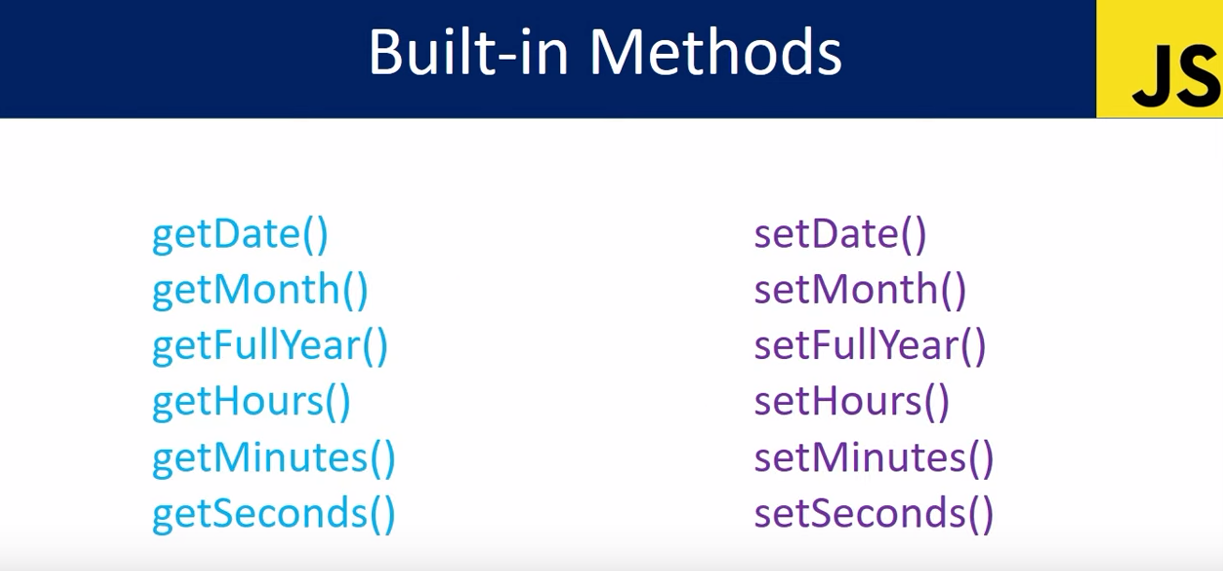 Built-in Methods
JS
getDate()
getMonth()
getFullYear()
getHours()
getMinutes()
getSeconds()
setDate()
setMonth()
setFullYear()
setHours()
setMinutes()
setSeconds()